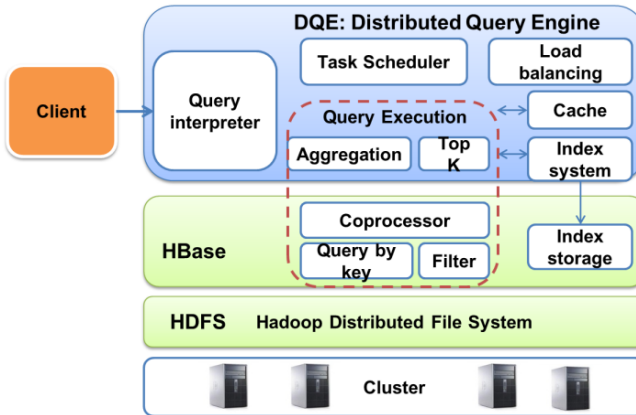 DQE: Distributed Query Engine
Task Scheduler
Load
balancing
Client
Query
interpreter
Query Execution
Cache
Aggregation
Top
K
Index
system
HBase
Coprocessor
Query by
key
Filter
Index
storage
HDFS
Hadoop Distributed File System
Cluster